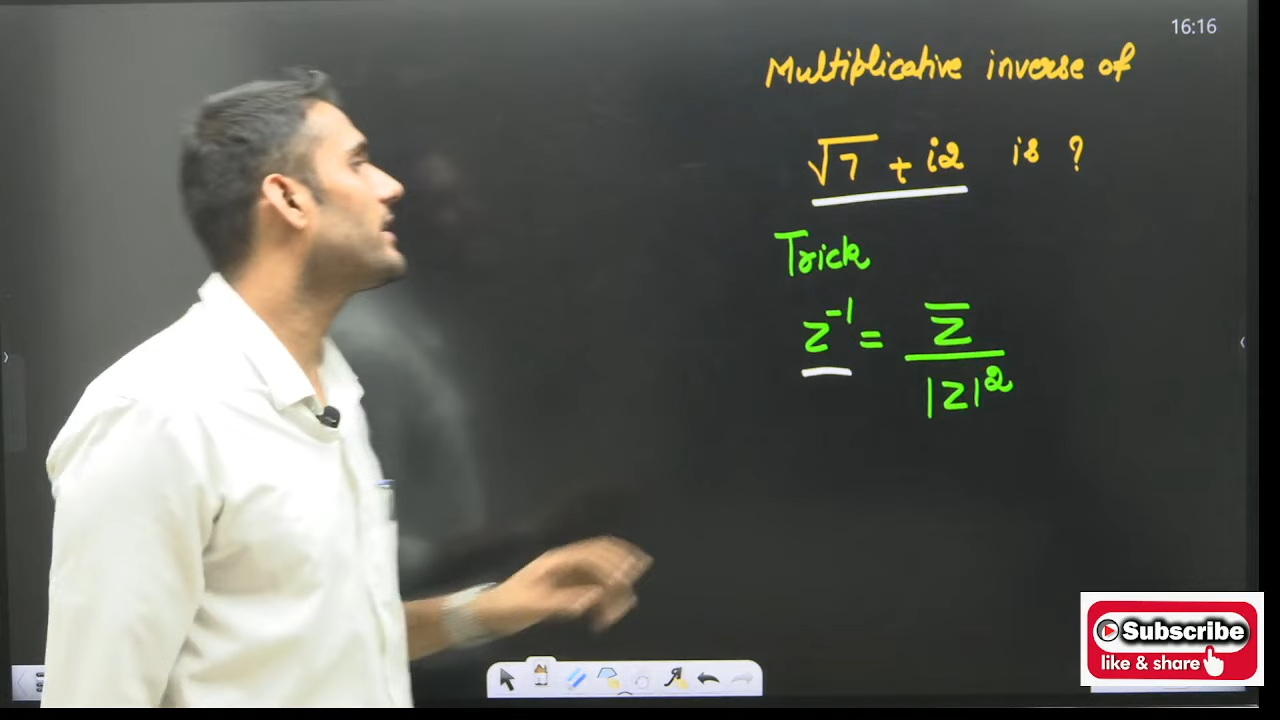 16:16
Multiplicative inverse of
√7 + i2 is ?
Trick
z⁻¹ = z̅ / |z|²
Subscribe
like & share